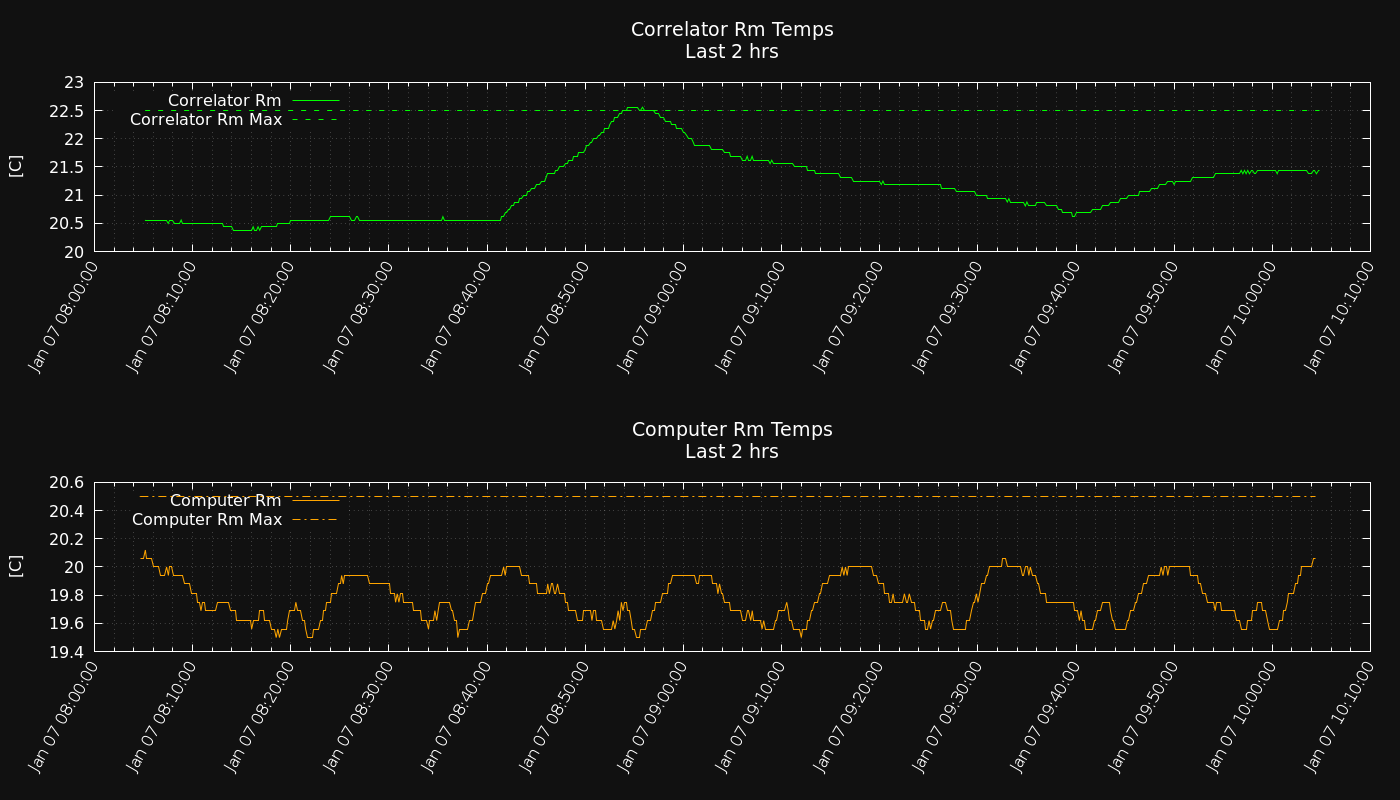 Correlator Rm Temps
Last 2 hrs
[C]
23
22.5
22
21.5
21
20.5
20
Correlator Rm
Correlator Rm Max
Jan 07 08:00:00
Jan 07 08:10:00
Jan 07 08:20:00
Jan 07 08:30:00
Jan 07 08:40:00
Jan 07 08:50:00
Jan 07 09:00:00
Jan 07 09:10:00
Jan 07 09:20:00
Jan 07 09:30:00
Jan 07 09:40:00
Jan 07 09:50:00
Jan 07 10:00:00
Jan 07 10:10:00
Computer Rm Temps
Last 2 hrs
[C]
20.6
20.4
20.2
20
19.8
19.6
19.4
Computer Rm
Computer Rm Max
Jan 07 08:00:00
Jan 07 08:10:00
Jan 07 08:20:00
Jan 07 08:30:00
Jan 07 08:40:00
Jan 07 08:50:00
Jan 07 09:00:00
Jan 07 09:10:00
Jan 07 09:20:00
Jan 07 09:30:00
Jan 07 09:40:00
Jan 07 09:50:00
Jan 07 10:00:00
Jan 07 10:10:00